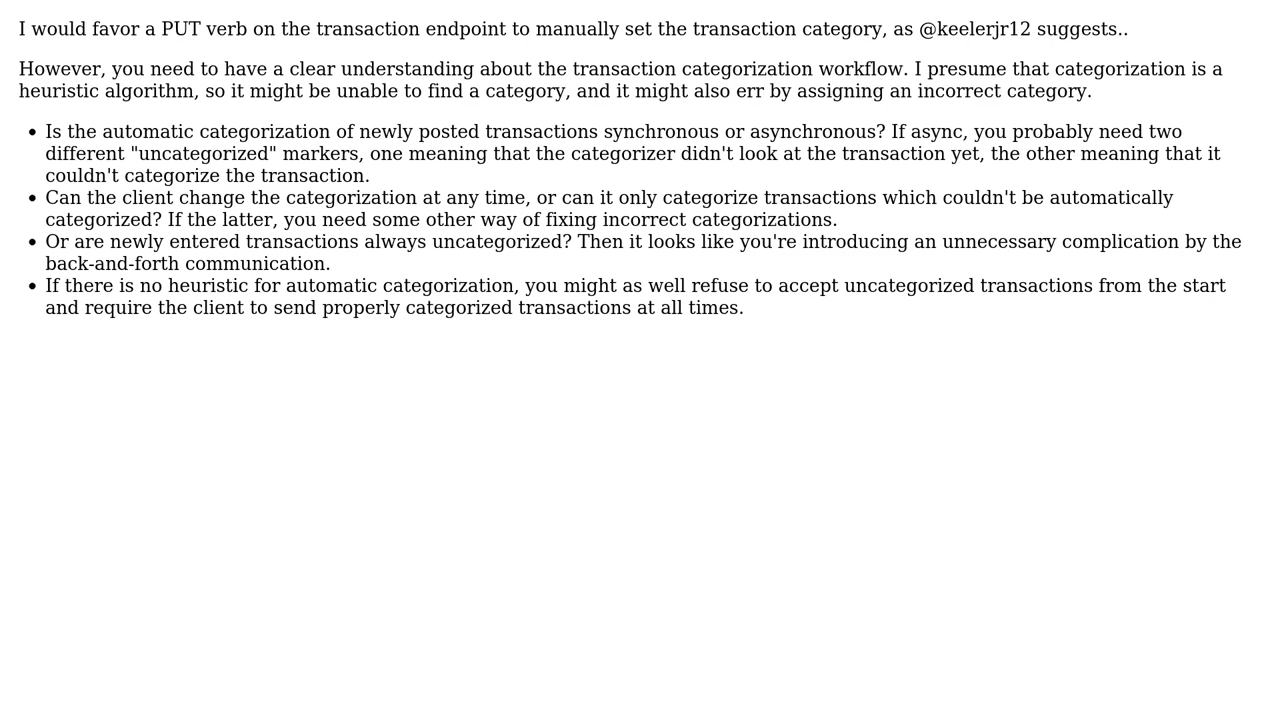 I would favor a PUT verb on the transaction endpoint to manually set the transaction category, as @keelerjr12 suggests..
However, you need to have a clear understanding about the transaction categorization workflow. I presume that categorization is a
heuristic algorithm, so it might be unable to find a category, and it might also err by assigning an incorrect category.
• Is the automatic categorization of newly posted transactions synchronous or asynchronous? If async, you probably need two
different "uncategorized" markers, one meaning that the categorizer didn't look at the transaction yet, the other meaning that it
couldn't categorize the transaction.
• Can the client change the categorization at any time, or can it only categorize transactions which couldn't be automatically
categorized? If the latter, you need some other way of fixing incorrect categorizations.
• Or are newly entered transactions always uncategorized? Then it looks like you're introducing an unnecessary complication by the
back-and-forth communication.
• If there is no heuristic for automatic categorization, you might as well refuse to accept uncategorized transactions from the start
and require the client to send properly categorized transactions at all times.